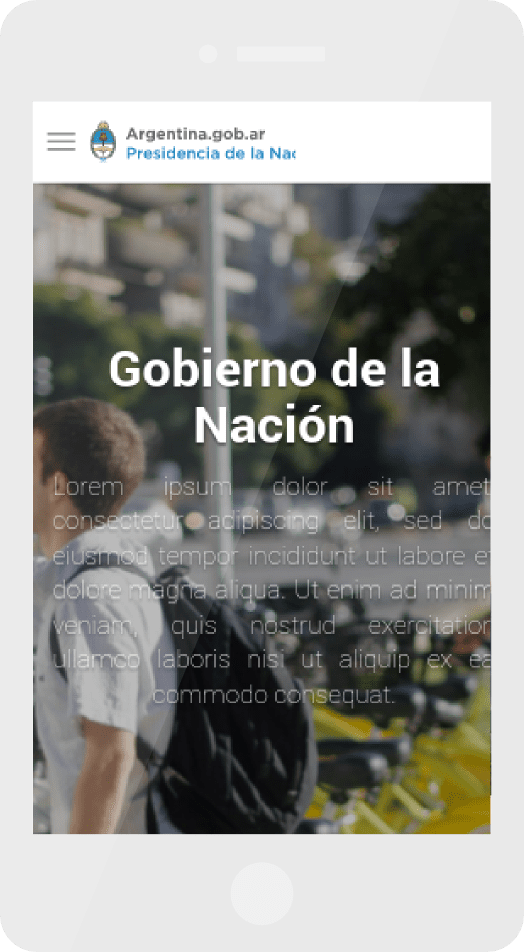 Argentina.gob.ar
Presidencia de la Nac
Gobierno de la
Nación
Lorem ipsum dolor sit amet
consectetur adipiscing elit, sed do
eiusmod tempor incididunt ut labore et
dolore magna aliqua. Ut enim ad minim
veniam, quis nostrud exercitation
ullamco laboris nisi ut aliquip ex ea
commodo consequat.